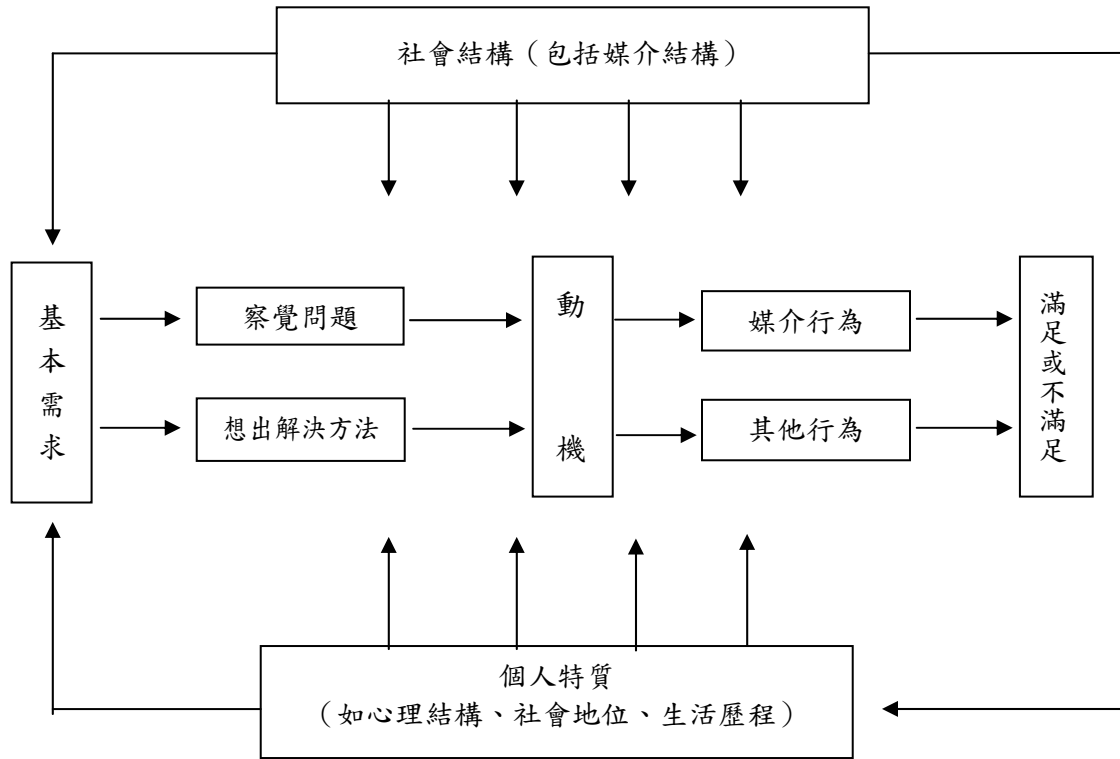 社會結構（包括媒介結構）
基本需求
察覺問題
想出解決方法
動機
媒介行為
其他行為
滿足或不滿足
個人特質
（如心理結構、社會地位、生活歷程）